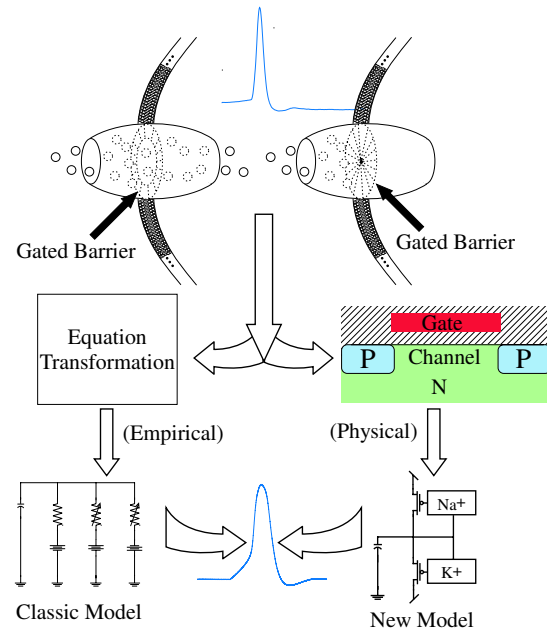 Gated Barrier
Gated Barrier
Equation
Transformation
Gate
P
Channel
P
N
(Empirical)
(Physical)
Na+
K+
Classic Model
New Model